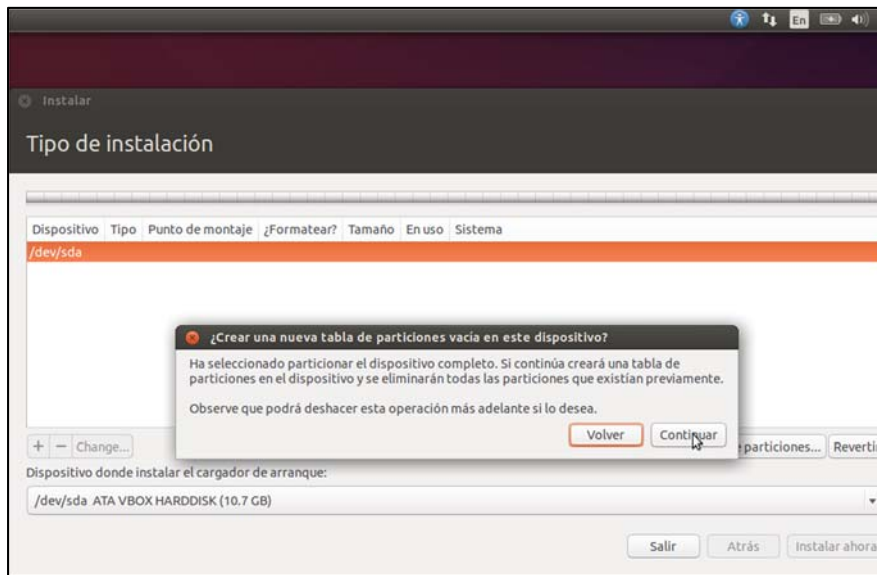 En
Instalar
Tipo de instalación
Dispositivo Tipo Punto de montaje ¿Formatear? Tamaño En uso Sistema
/dev/sda
¿Crear una nueva tabla de particiones vacía en este dispositivo?
Ha seleccionado particionar el dispositivo completo. Si continúa creará una tabla de
particiones en el dispositivo y se eliminarán todas las particiones que existían previamente.
Observe que podrá deshacer esta operación más adelante si lo desea.
Volver Continuar
+ - Change... particiones... Reverti
Dispositivo donde instalar el cargador de arranque:
/dev/sda ATA VBOX HARDDISK (10.7 GB)
Salir Atrás Instalar ahora